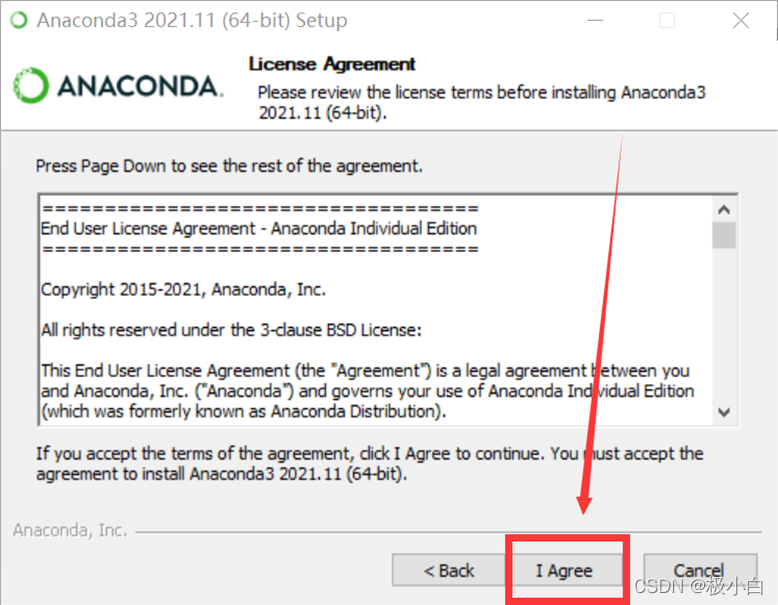 Anaconda3 2021.11 (64-bit) Setup
ANACONDA.
License Agreement
Please review the license terms before installing Anaconda3
2021.11 (64-bit).
Press Page Down to see the rest of the agreement.
===================================
End User License Agreement - Anaconda Individual Edition
===================================
Copyright 2015-2021, Anaconda, Inc.
All rights reserved under the 3-clause BSD License:
This End User License Agreement (the "Agreement") is a legal agreement between you
and Anaconda, Inc. ("Anaconda") and governs your use of Anaconda Individual Edition
(which was formerly known as Anaconda Distribution).
If you accept the terms of the agreement, click I Agree to continue. You must accept the
agreement to install Anaconda3 2021.11 (64-bit).
Anaconda, Inc.
< Back
I Agree
Cancel
CSDN @极小白